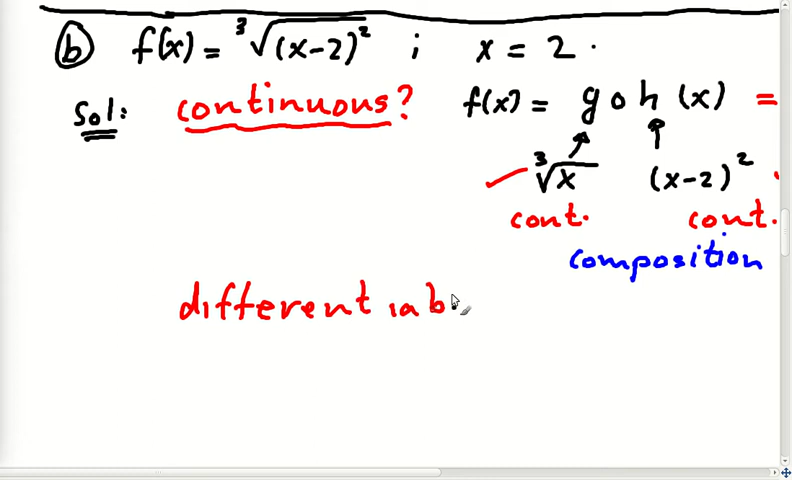 ⓑ f(x) = ∛(x-2)² ; x = 2 .
Sol: continuous? f(x) = g o h (x) =
∛x (x-2)²
cont. cont.
composition
differentiab